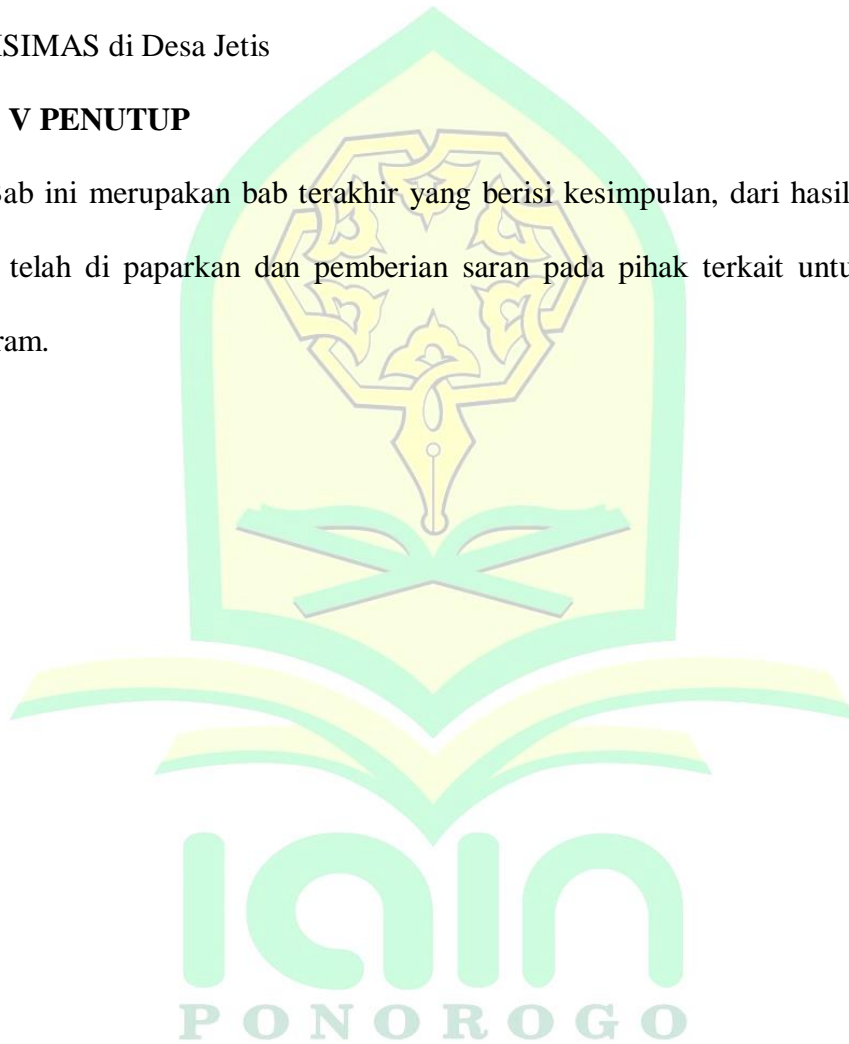 SIMAS di Desa Jetis
V PENUTUP
ab ini merupakan bab terakhir yang berisi kesimpulan, dari hasil
telah di paparkan dan pemberian saran pada pihak terkait untu
ram.
iain
PONOROGO